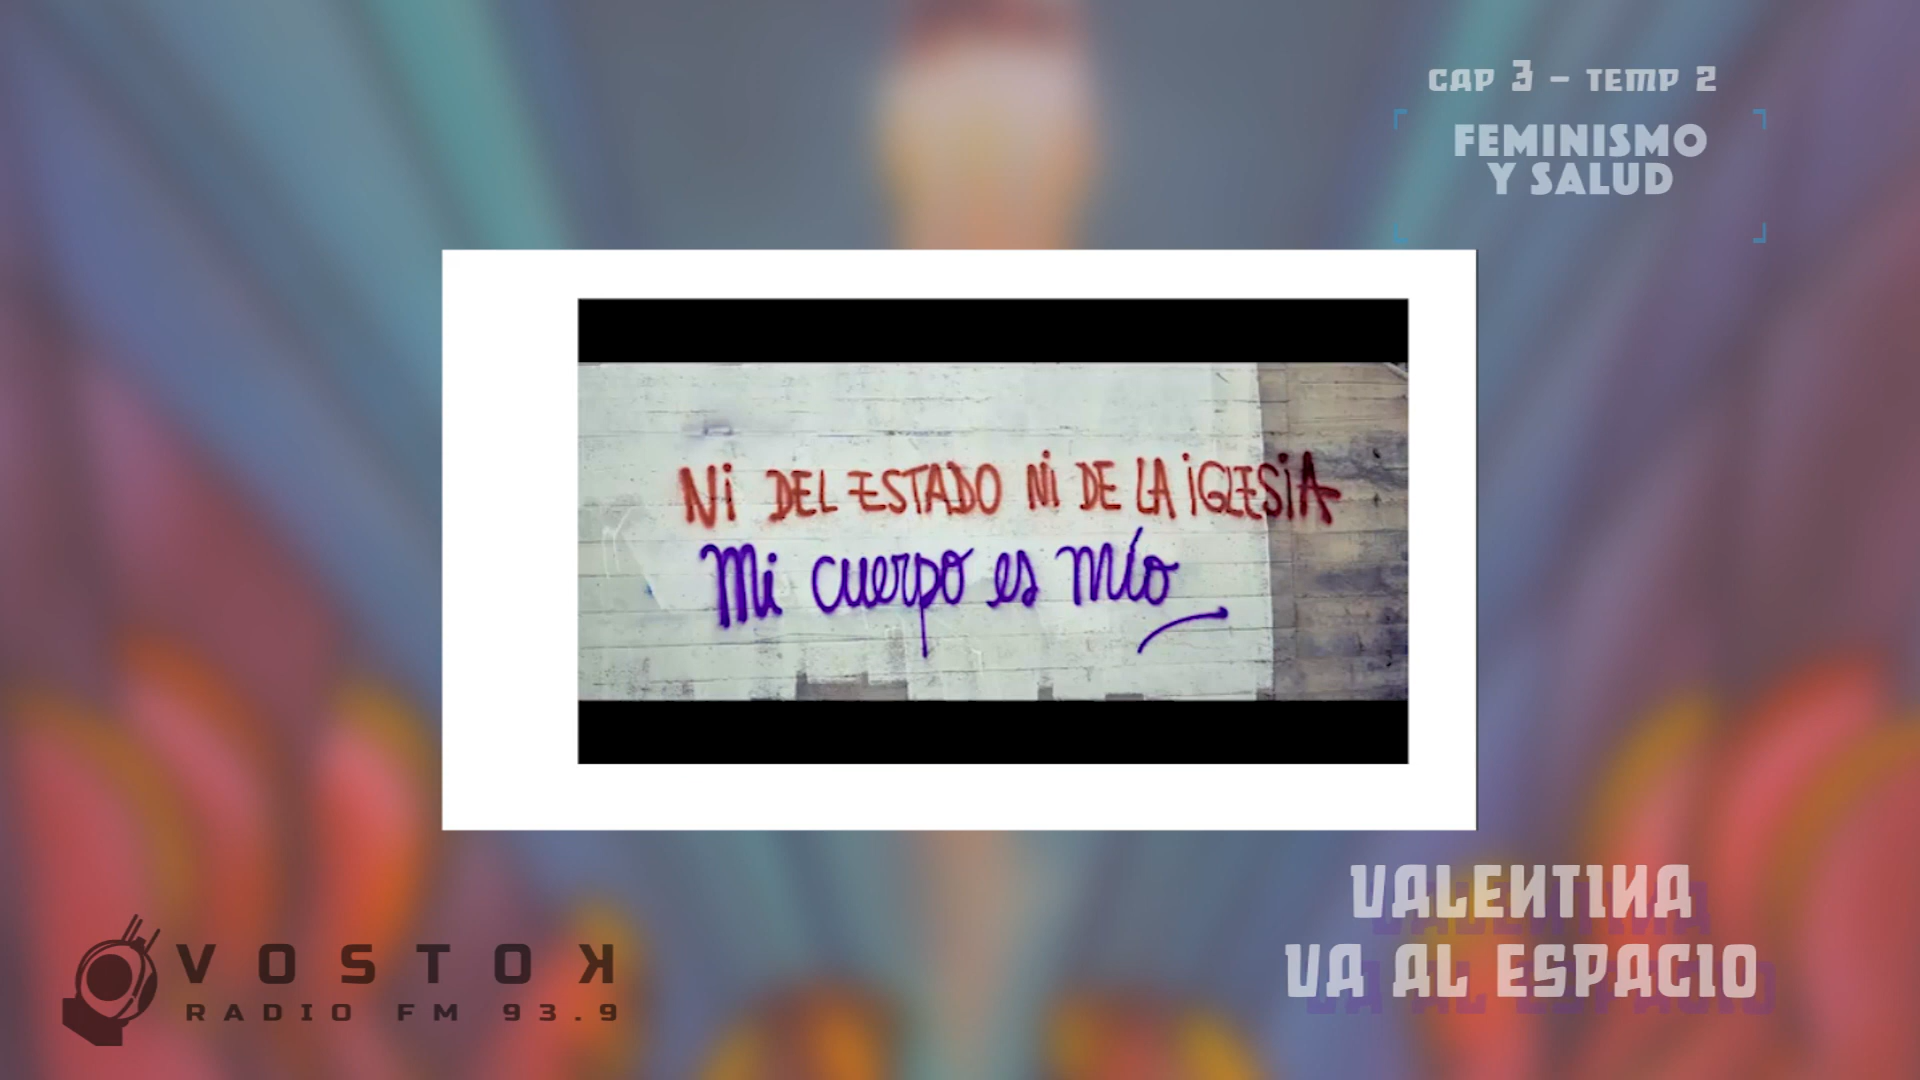 CAP 3 - TEMP 2
FEMINISMO
Y SALUD
Ni DEL ESTADO Ni DE LA iGLESiA
Mi cuerpo es mío
VALENTINA
VA AL ESPACIO
VOSTOK
RADIO FM 93.9